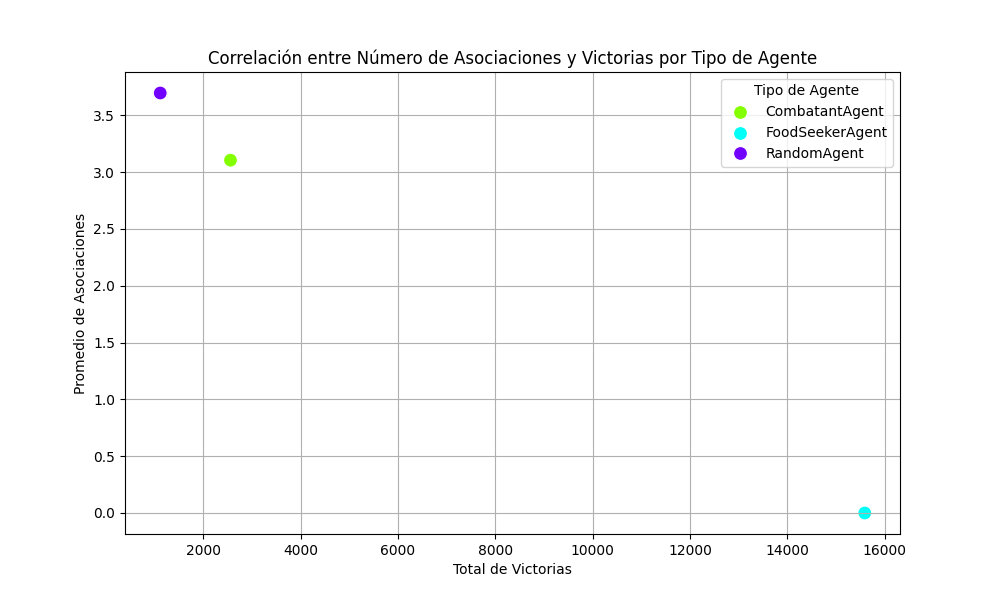 Correlación entre Número de Asociaciones y Victorias por Tipo de Agente
Tipo de Agente
CombatantAgent
FoodSeekerAgent
RandomAgent
Promedio de Asociaciones
3.5
3.0
2.5
2.0
1.5
1.0
0.5
0.0
2000 4000 6000 8000 10000 12000 14000 16000
Total de Victorias